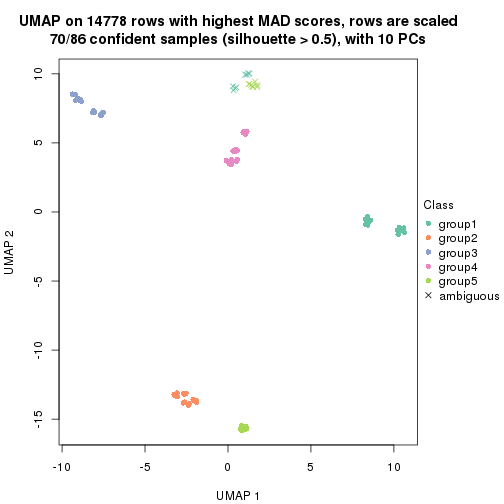 UMAP on 14778 rows with highest MAD scores, rows are scaled
70/86 confident samples (silhouette > 0.5), with 10 PCs
10
5
0
-5
-10
-15
UMAP 2
-10
-5
0
5
10
UMAP 1
Class
group1
group2
group3
group4
group5
ambiguous